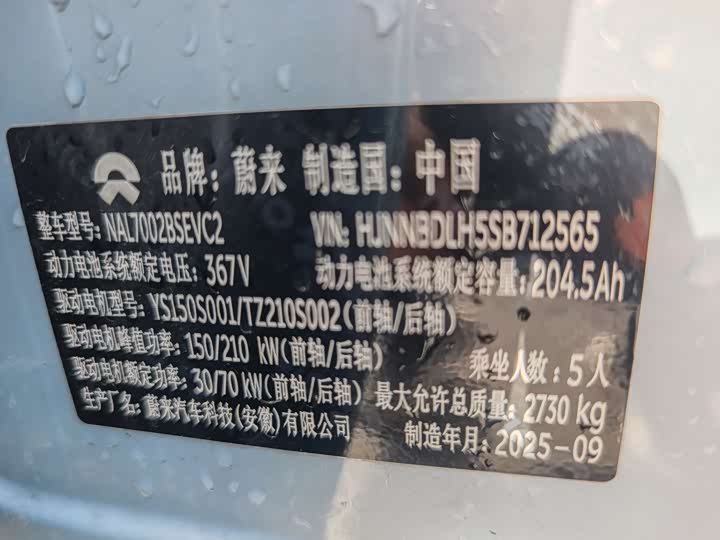 品牌: 蔚来 制造国: 中国
整车型号: NAL7002BSEVC2 VIN: HJNNBDLH5SB712565
动力电池系统额定电压: 367V 动力电池系统额定容量: 204.5Ah
驱动电机型号: YS150S001/TZ210S002(前轴/后轴)
驱动电机峰值功率: 150/210 kW(前轴/后轴) 乘坐人数: 5人
驱动电机额定功率: 30/70 kW(前轴/后轴) 最大允许总质量: 2730 kg
生产厂名: 蔚来汽车科技(安徽)有限公司 制造年月: 2025-09